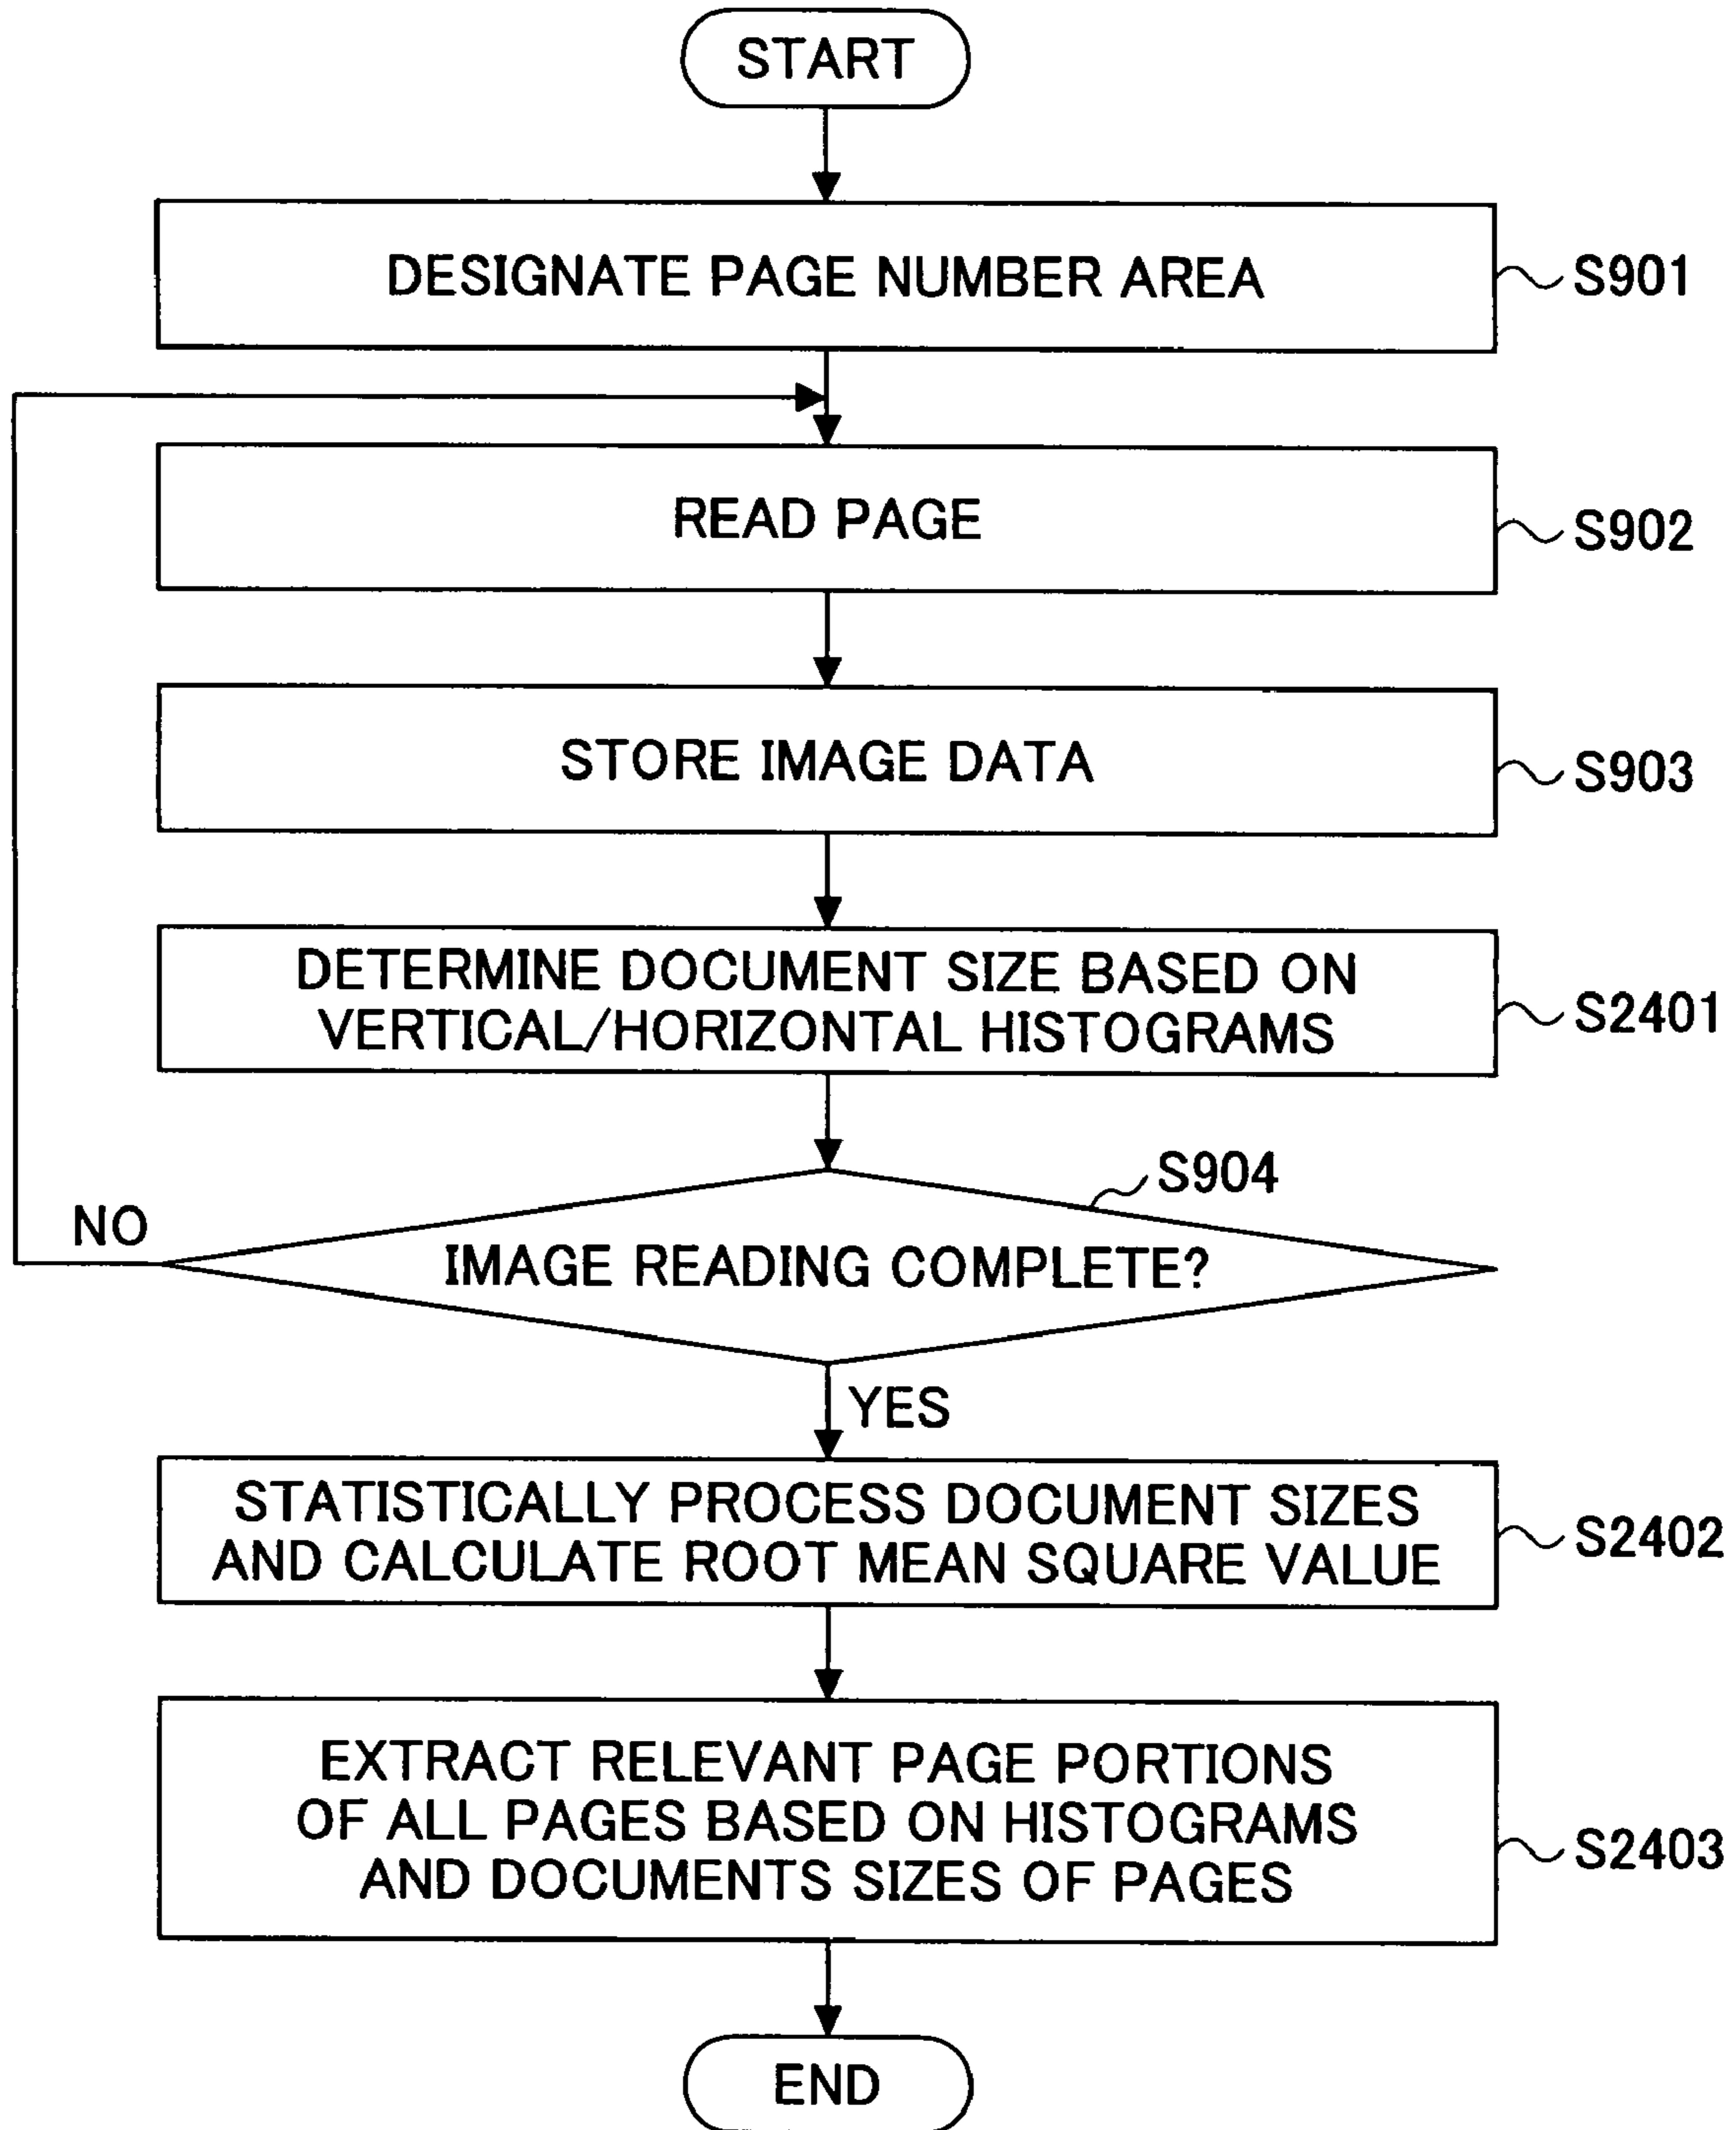 START
DESIGNATE PAGE NUMBER AREA
S901
READ PAGE
S902
STORE IMAGE DATA
S903
DETERMINE DOCUMENT SIZE BASED ON
VERTICAL/HORIZONTAL HISTOGRAMS
S2401
S904
NO
IMAGE READING COMPLETE?
YES
STATISTICALLY PROCESS DOCUMENT SIZES
AND CALCULATE ROOT MEAN SQUARE VALUE
S2402
EXTRACT RELEVANT PAGE PORTIONS
OF ALL PAGES BASED ON HISTOGRAMS
AND DOCUMENTS SIZES OF PAGES
S2403
END